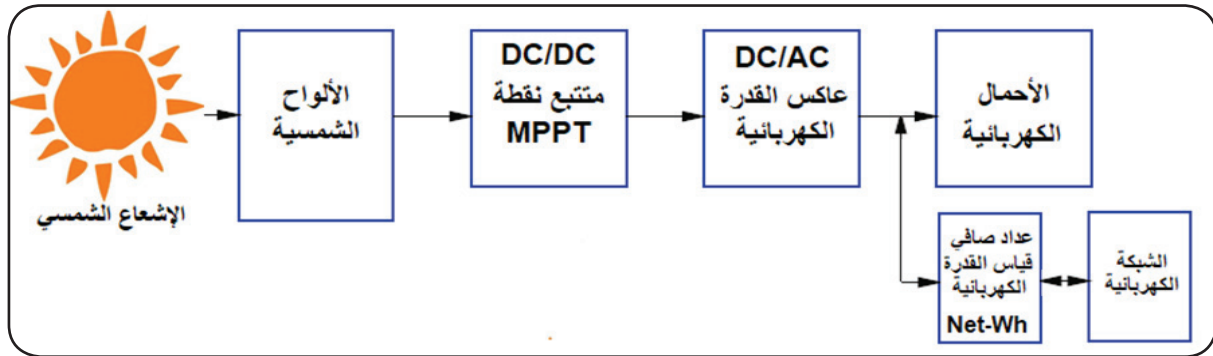 الإشعاع الشمسي
الألواح
الشمسية
DC/DC
متتبع نقطة
MPPT
DC/AC
عاكس القدرة
الكهربائية
الأحمال
الكهربائية
عداد صافي
قياس القدرة
الكهربائية
Net-Wh
الشبكة
الكهربائية